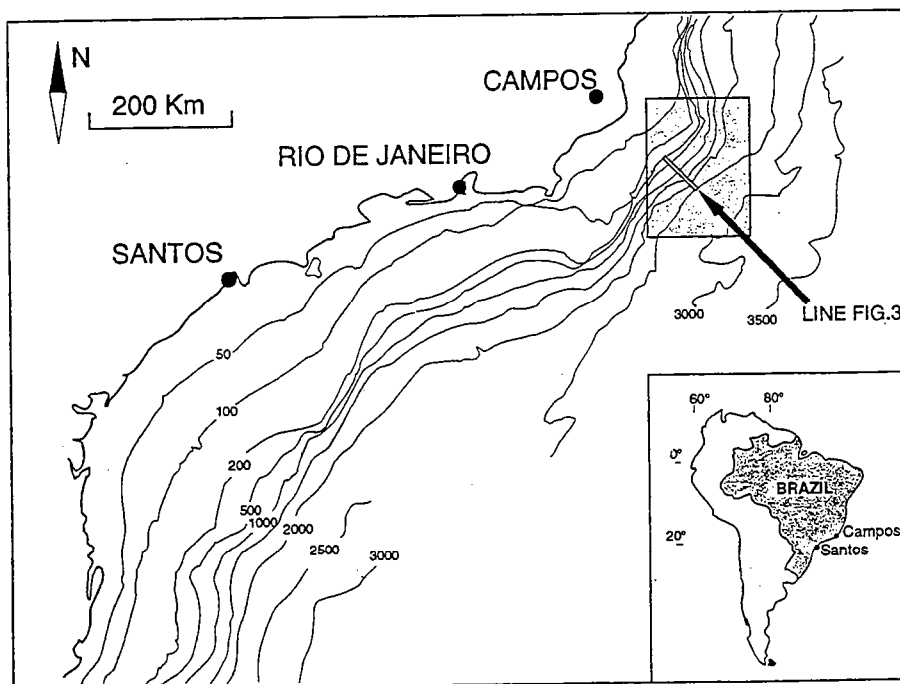 N
200 Km
CAMPOS
RIO DE JANEIRO
SANTOS
3000
3500
LINE FIG.3
50
100
200
500
1000
2000
2500
3000
60°
80°
0°
BRAZIL
20°
Campos
Santos